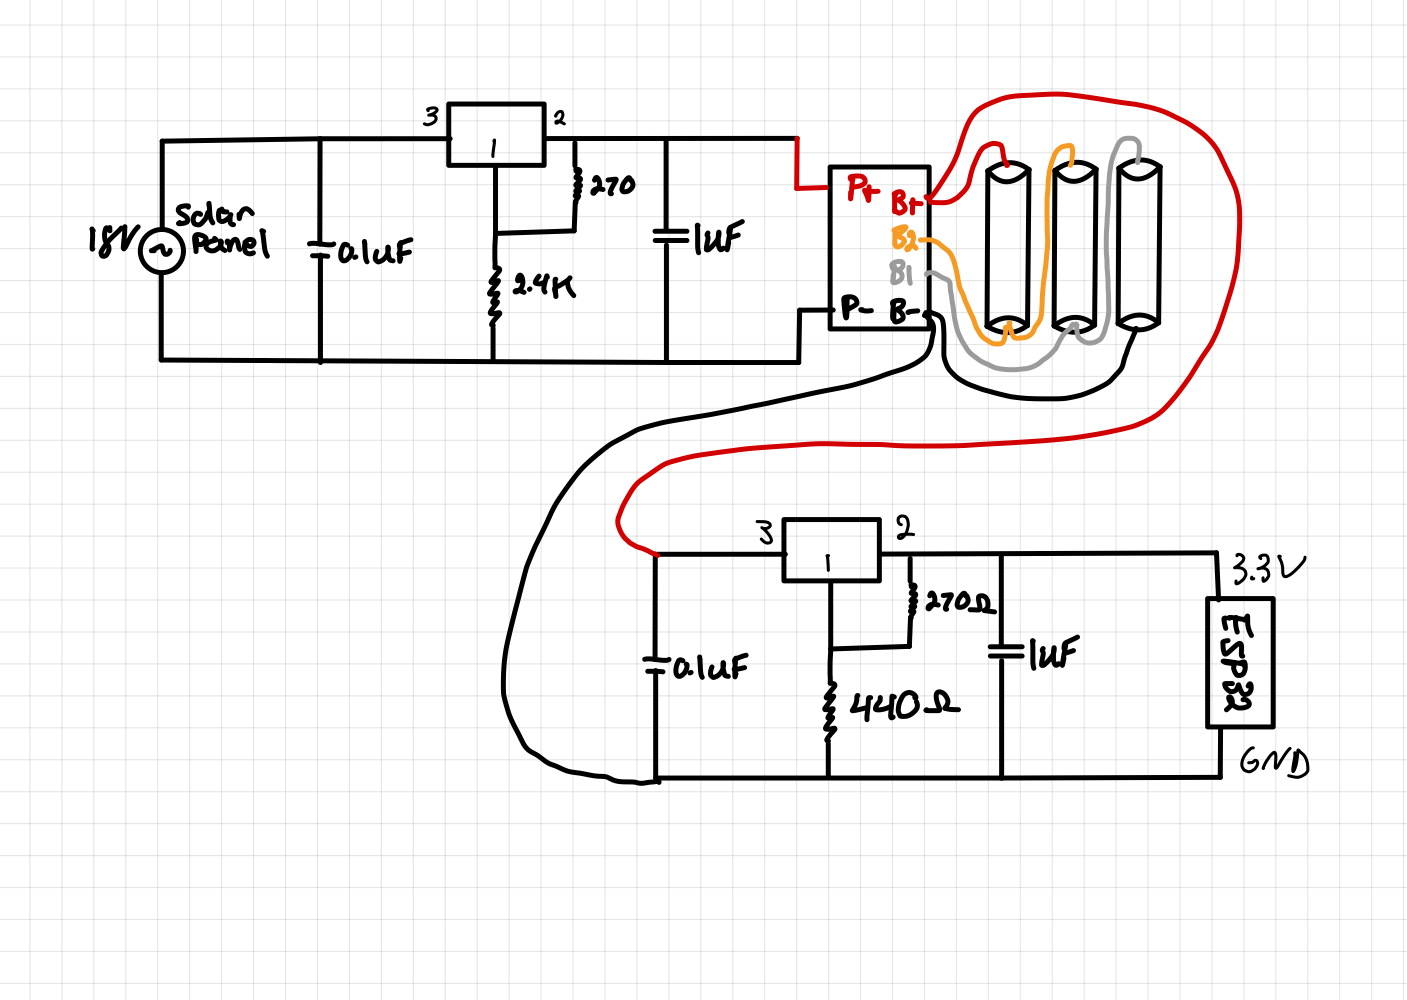 3
2
1
270
18V
Solar
Panel
0.1uF
2.4K
1uF
P+
B+
B2
B1
P-
B-
3
2
1
3.3V
270Ω
0.1uF
1uF
440Ω
ESP32
GND